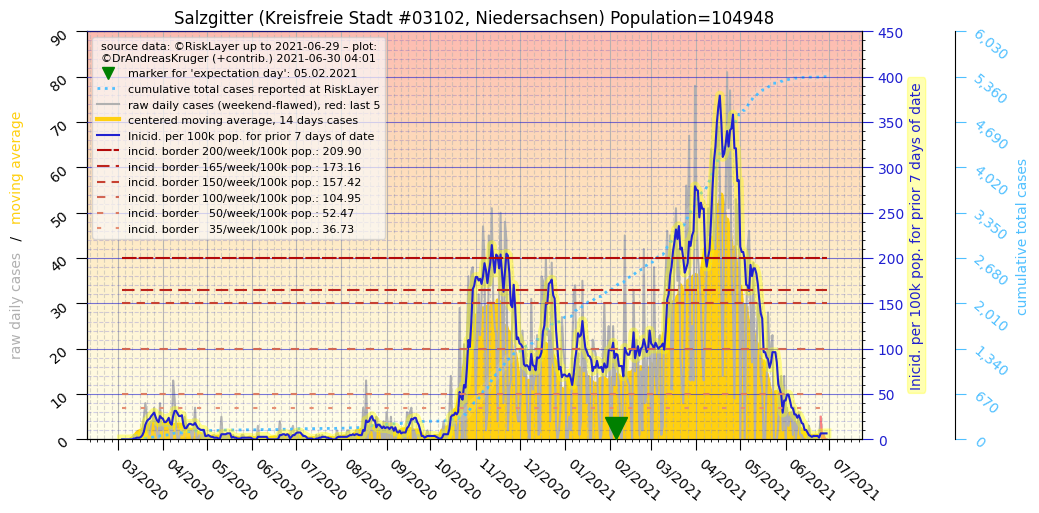 Salzgitter (Kreisfreie Stadt #03102, Niedersachsen) Population=104948
source data: ©RiskLayer up to 2021-06-29 – plot:
©DrAndreasKruger (+contrib.) 2021-06-30 04:01
marker for 'expectation day': 05.02.2021
cumulative total cases reported at RiskLayer
raw daily cases (weekend-flawed), red: last 5
centered moving average, 14 days cases
Inicid. per 100k pop. for prior 7 days of date
incid. border 200/week/100k pop.: 209.90
incid. border 165/week/100k pop.: 173.16
incid. border 150/week/100k pop.: 157.42
incid. border 100/week/100k pop.: 104.95
incid. border   50/week/100k pop.: 52.47
incid. border   35/week/100k pop.: 36.73
raw daily cases  /  moving average
90
80
70
60
50
40
30
20
10
0
450
400
350
300
250
200
150
100
50
0
Inicid. per 100k pop. for prior 7 days of date
6,030
5,360
4,690
4,020
3,350
2,680
2,010
1,340
670
0
cumulative total cases
03/2020
04/2020
05/2020
06/2020
07/2020
08/2020
09/2020
10/2020
11/2020
12/2020
01/2021
02/2021
03/2021
04/2021
05/2021
06/2021
07/2021